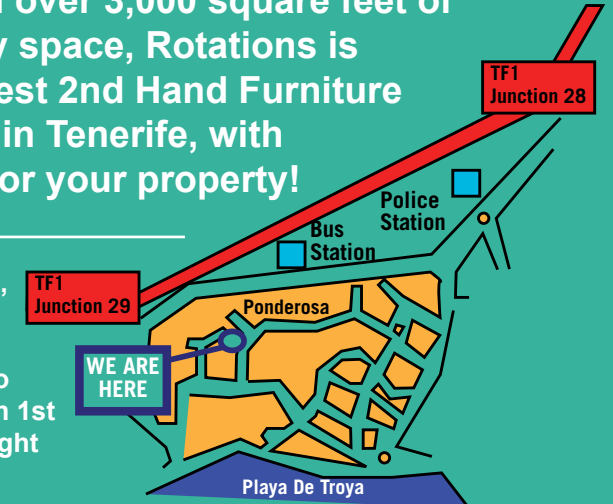 over 3,000 square feet of
space, Rotations is
2nd Hand Furniture
in Tenerife, with
or your property!
TF1
Junction 28
Police
Station
Bus
Station
TF1
Junction 29
Ponderosa
WE ARE
HERE
1st
Playa De Troya